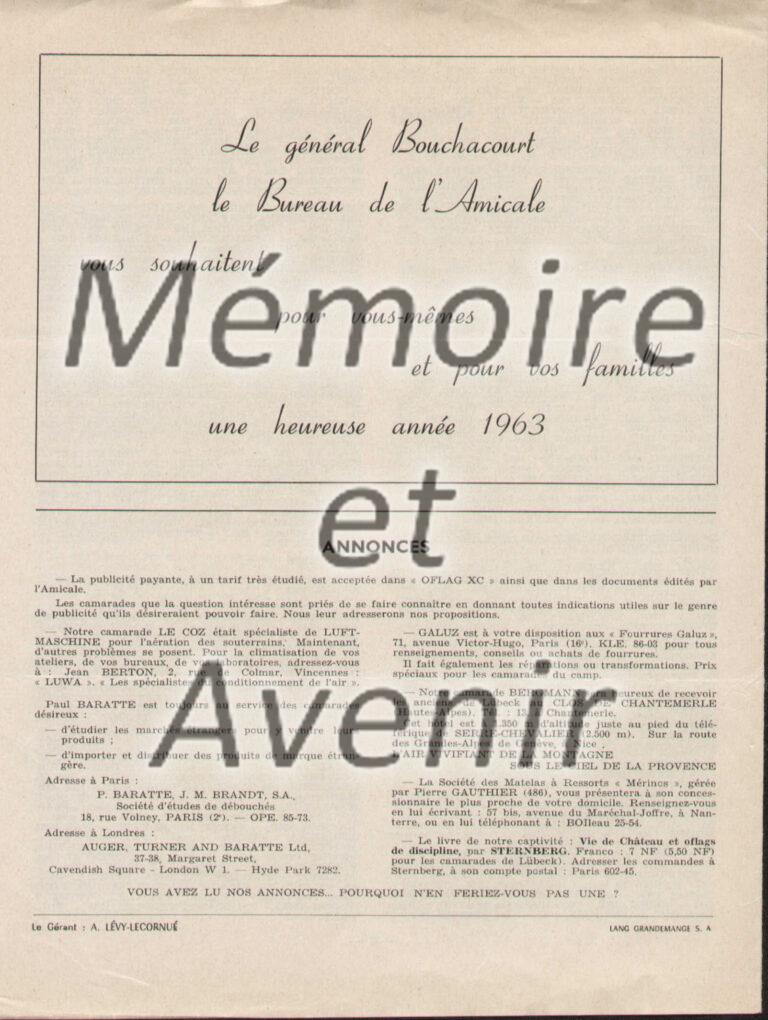 Le général Bouchacourt
le Bureau de l'Amicale
vous souhaitent
Mémoire
pour vous-mêmes
et pour vos familles
une heureuse année 1963
et
ANNONCES
— La publicité payante, à un tarif très étudié, est acceptée dans « OFLAG XC » ainsi que dans les documents édités par
l'Amicale.
Les camarades que la question intéresse sont priés de se faire connaître en donnant toutes indications utiles sur le genre
de publicité qu'ils désireraient pouvoir faire. Nous leur adresserons nos propositions.
— Notre camarade LE COZ était spécialiste de LUFT-
MASCHINE pour l'aération des souterrains. Maintenant,
d'autres problèmes se posent. Pour la climatisation de vos
ateliers, de vos bureaux, de vos laboratoires, adressez-vous
à : Jean BERTON, 2, rue de Colmar, Vincennes :
« LUWA ». « Les spécialistes du conditionnement de l'air ».
Avenir
Paul BARATTE est toujours au service des camarades
désireux :
— d'étudier les marchés étrangers pour y vendre leurs
produits ;
— d'importer et distribuer des produits de marque étran-
gère.
Adresse à Paris :
P. BARATTE, J. M. BRANDT, S.A.,
Société d'études de débouchés
18, rue Volney, PARIS (2e). — OPE. 85-73.
Adresse à Londres :
AUGER, TURNER AND BARATTE Ltd,
37-38, Margaret Street,
Cavendish Square - London W 1. — Hyde Park 7282.
— GALUZ est à votre disposition aux « Fourrures Galuz »,
71, avenue Victor-Hugo, Paris (16e). KLE. 86-03 pour tous
renseignements, conseils ou achats de fourrures.
Il fait également les réparations ou transformations. Prix
spéciaux pour les camarades du camp.
— Notre camarade BERGMANN heureux de recevoir
les anciens de Lübeck CLOS DE CHANTEMERLE
(Hautes-Alpes). Tél. : 13, Chantemerle.
Cet hôtel est à 1.350 m d'altitude juste au pied du télé-
férique de SERRE-CHEVALIER (2.500 m). Sur la route
des Grandes-Alpes de Genève, à Nice.
L'AIR VIVIFIANT DE LA MONTAGNE
SOUS LE CIEL DE LA PROVENCE
— La Société des Matelas à Ressorts « Mérinos », gérée
par Pierre GAUTHIER (486), vous présentera à son conces-
sionnaire le plus proche de votre domicile. Renseignez-vous
en lui écrivant : 57 bis, avenue du Maréchal-Joffre, à Nan-
terre, ou en lui téléphonant à : BOIleau 25-54.
— Le livre de notre captivité : Vie de Château et oflags
de discipline, par STERNBERG. Franco : 7 NF (5,50 NF)
pour les camarades de Lübeck). Adresser les commandes à
Sternberg, à son compte postal : Paris 602-45.
VOUS AVEZ LU NOS ANNONCES... POURQUOI N'EN FERIEZ-VOUS PAS UNE ?
Le Gérant : A. LÉVY-LECORNUÉ
LANG GRANDEMANGE S. A